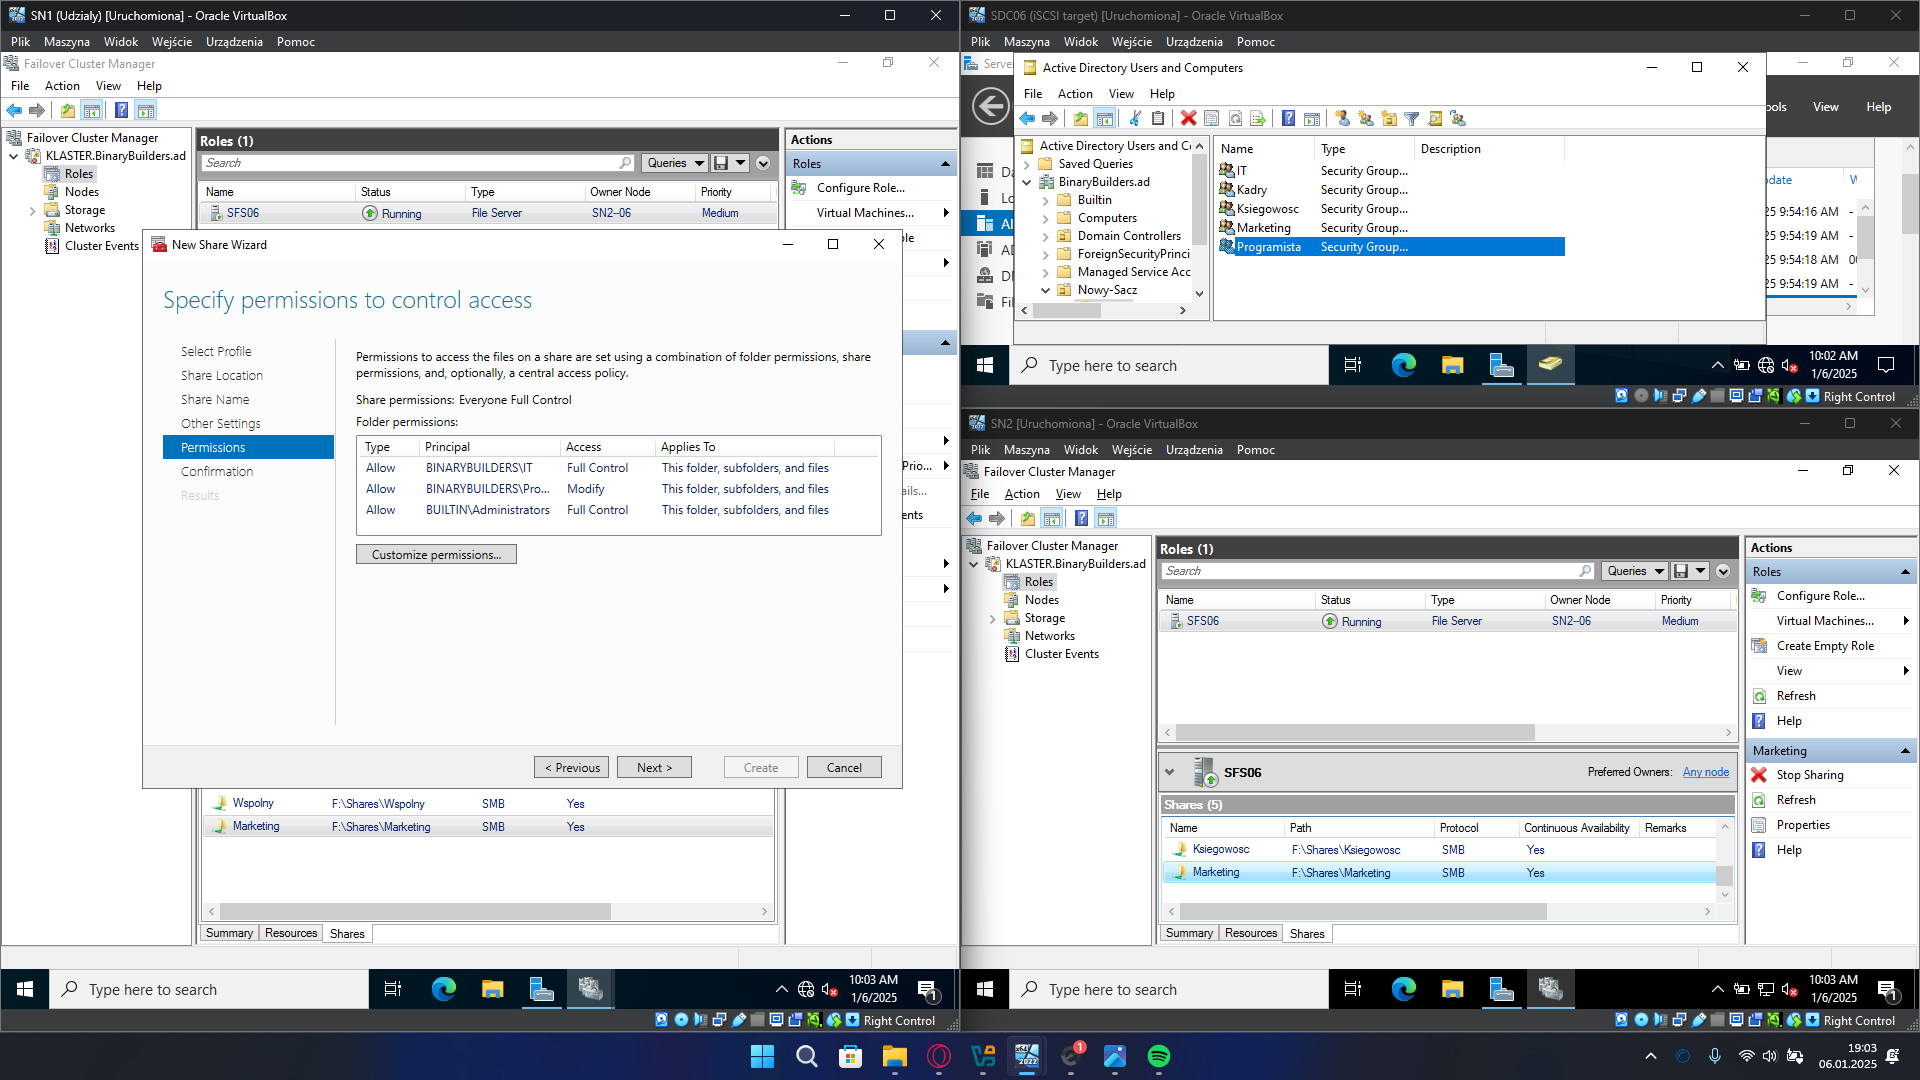 SN1 (Udziały) [Uruchomiona] - Oracle VirtualBox
Plik Maszyna Widok Wejście Urządzenia Pomoc
Failover Cluster Manager
File Action View Help
Failover Cluster Manager
KLASTER.BinaryBuilders.ad
Roles
Nodes
Storage
Networks
Cluster Events
Roles (1)
Search
Queries
Name Status Type Owner Node Priority
SFS06 Running File Server SN2-06 Medium
Actions
Roles
Configure Role...
Virtual Machines...
New Share Wizard
Specify permissions to control access
Select Profile
Share Location
Share Name
Other Settings
Permissions
Confirmation
Results
Permissions to access the files on a share are set using a combination of folder permissions, share
permissions, and, optionally, a central access policy.
Share permissions: Everyone Full Control
Folder permissions:
Type Principal Access Applies To
Allow BINARYBUILDERS\IT Full Control This folder, subfolders, and files
Allow BINARYBUILDERS\Pro... Modify This folder, subfolders, and files
Allow BUILTIN\Administrators Full Control This folder, subfolders, and files
Customize permissions...
< Previous Next > Create Cancel
Wspolny F:\Shares\Wspolny SMB Yes
Marketing F:\Shares\Marketing SMB Yes
Summary Resources Shares
Type here to search
10:03 AM
1/6/2025
1
Right Control
SDC06 (iSCSI target) [Uruchomiona] - Oracle VirtualBox
Plik Maszyna Widok Wejście Urządzenia Pomoc
Active Directory Users and Computers
File Action View Help
View Help
Active Directory Users and C
Saved Queries
BinaryBuilders.ad
Builtin
Computers
Domain Controllers
ForeignSecurityPrinci
Managed Service Acc
Nowy-Sacz
Name Type Description
IT Security Group...
Kadry Security Group...
Ksiegowosc Security Group...
Marketing Security Group...
Programista Security Group...
25 9:54:16 AM -
25 9:54:19 AM -
25 9:54:18 AM
25 9:54:19 AM -
Type here to search
10:02 AM
1/6/2025
Right Control
SN2 [Uruchomiona] - Oracle VirtualBox
Plik Maszyna Widok Wejście Urządzenia Pomoc
Failover Cluster Manager
File Action View Help
Failover Cluster Manager
KLASTER.BinaryBuilders.ad
Roles
Nodes
Storage
Networks
Cluster Events
Roles (1)
Search
Queries
Name Status Type Owner Node Priority
SFS06 Running File Server SN2-06 Medium
SFS06 Preferred Owners: Any node
Shares (5)
Name Path Protocol Continuous Availability Remarks
Ksiegowosc F:\Shares\Ksiegowosc SMB Yes
Marketing F:\Shares\Marketing SMB Yes
Summary Resources Shares
Actions
Roles
Configure Role...
Virtual Machines...
Create Empty Role
View
Refresh
Help
Marketing
Stop Sharing
Refresh
Properties
Help
Type here to search
10:03 AM
1/6/2025
1
Right Control
1
19:03
06.01.2025